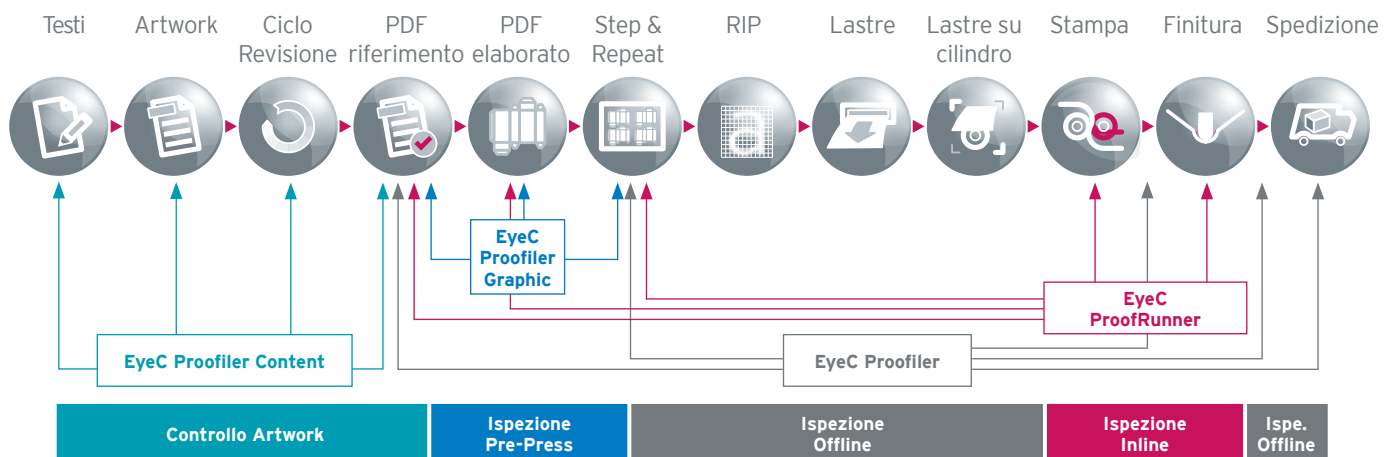 Testi
Artwork
Ciclo
Revisione
PDF
riferimento
PDF
elaborato
Step &
Repeat
RIP
Lastre
Lastre su
cilindro
Stampa
Finitura
Spedizione
a
EyeC
Proofiler
Graphic
EyeC
ProofRunner
EyeC Proofiler Content
EyeC Proofiler
Controllo Artwork
Ispezione
Pre-Press
Ispezione
Offline
Ispezione
Inline
Ispe.
Offline